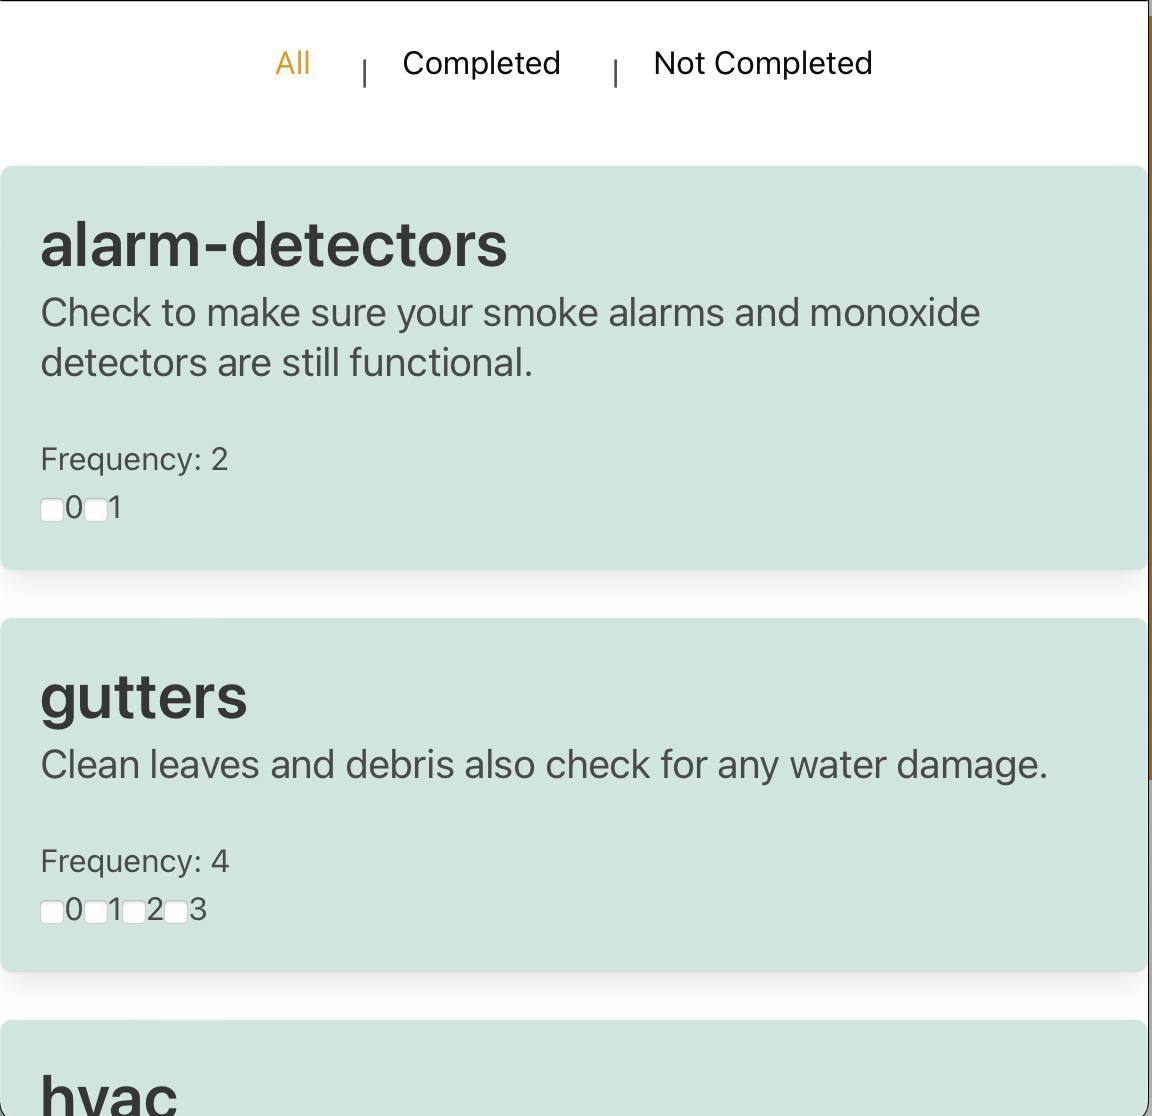 All | Completed | Not Completed
alarm-detectors
Check to make sure your smoke alarms and monoxide
detectors are still functional.
Frequency: 2
0 1
gutters
Clean leaves and debris also check for any water damage.
Frequency: 4
0 1 2 3
hvac